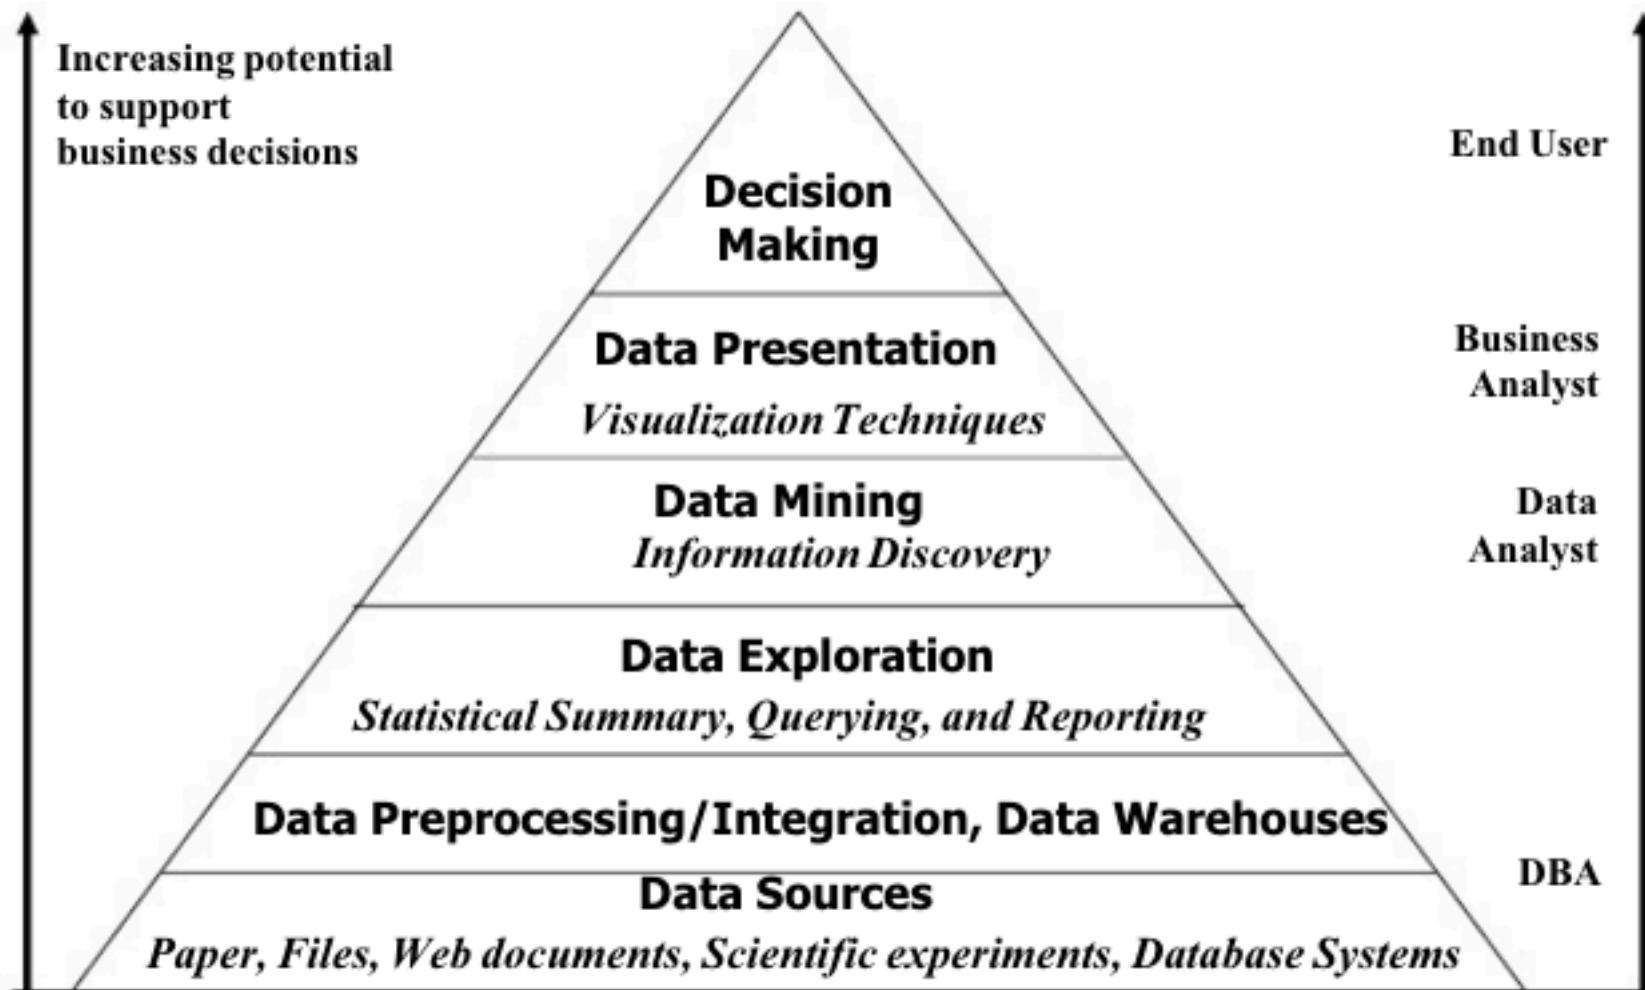 Increasing potential
to support
business decisions
End User
Decision
Making
Data Presentation
Visualization Techniques
Business
Analyst
Data Mining
Information Discovery
Data
Analyst
Data Exploration
Statistical Summary, Querying, and Reporting
Data Preprocessing/Integration, Data Warehouses
DBA
Data Sources
Paper, Files, Web documents, Scientific experiments, Database Systems